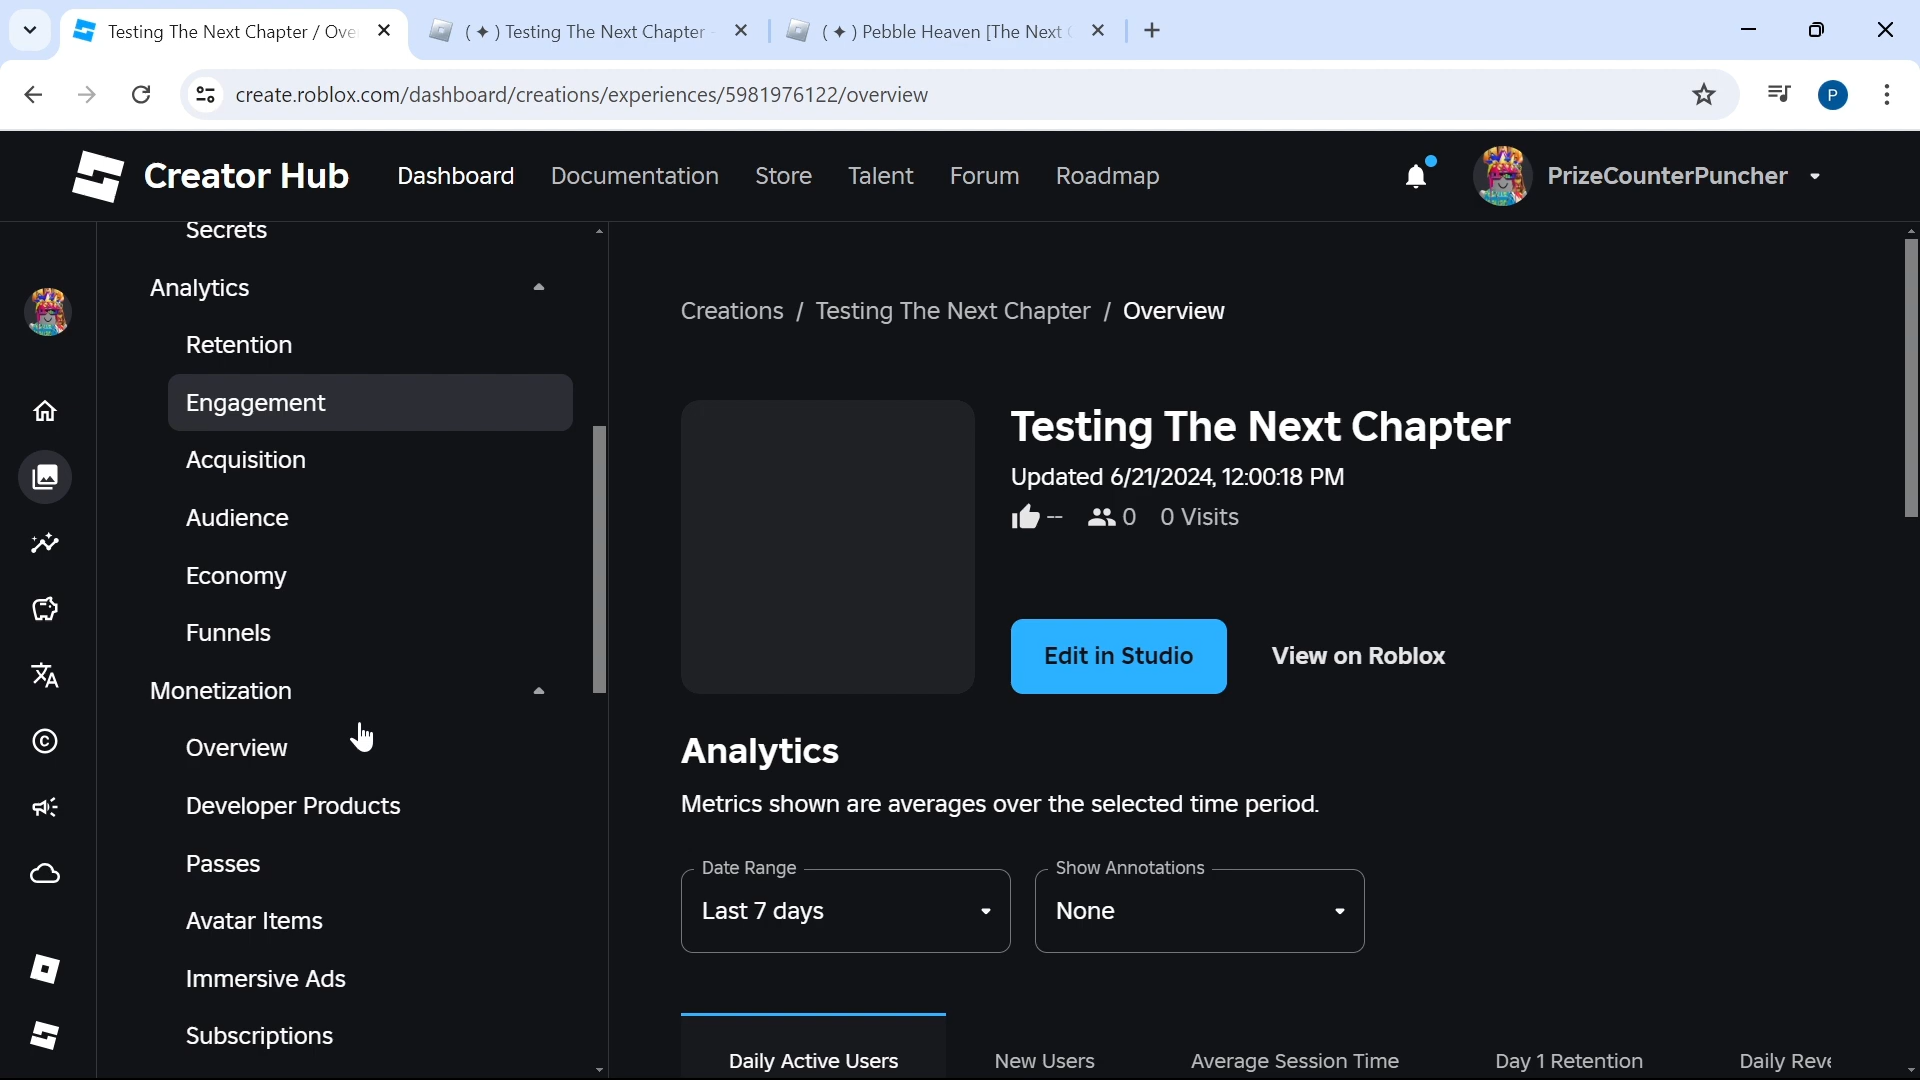 Testing The Next Chapter / Ove
( ✦ ) Testing The Next Chapter -
( ✦ ) Pebble Heaven [The Next C
create.roblox.com/dashboard/creations/experiences/5981976122/overview
P
Creator Hub
Dashboard
Documentation
Store
Talent
Forum
Roadmap
PrizeCounterPuncher
Secrets
Analytics
Retention
Engagement
Acquisition
Audience
Economy
Funnels
Monetization
Overview
Developer Products
Passes
Avatar Items
Immersive Ads
Subscriptions
Creations / Testing The Next Chapter / Overview
Testing The Next Chapter
Updated 6/21/2024, 12:00:18 PM
-- 0 0 Visits
Edit in Studio
View on Roblox
Analytics
Metrics shown are averages over the selected time period.
Date Range
Last 7 days
Show Annotations
None
Daily Active Users
New Users
Average Session Time
Day 1 Retention
Daily Reve